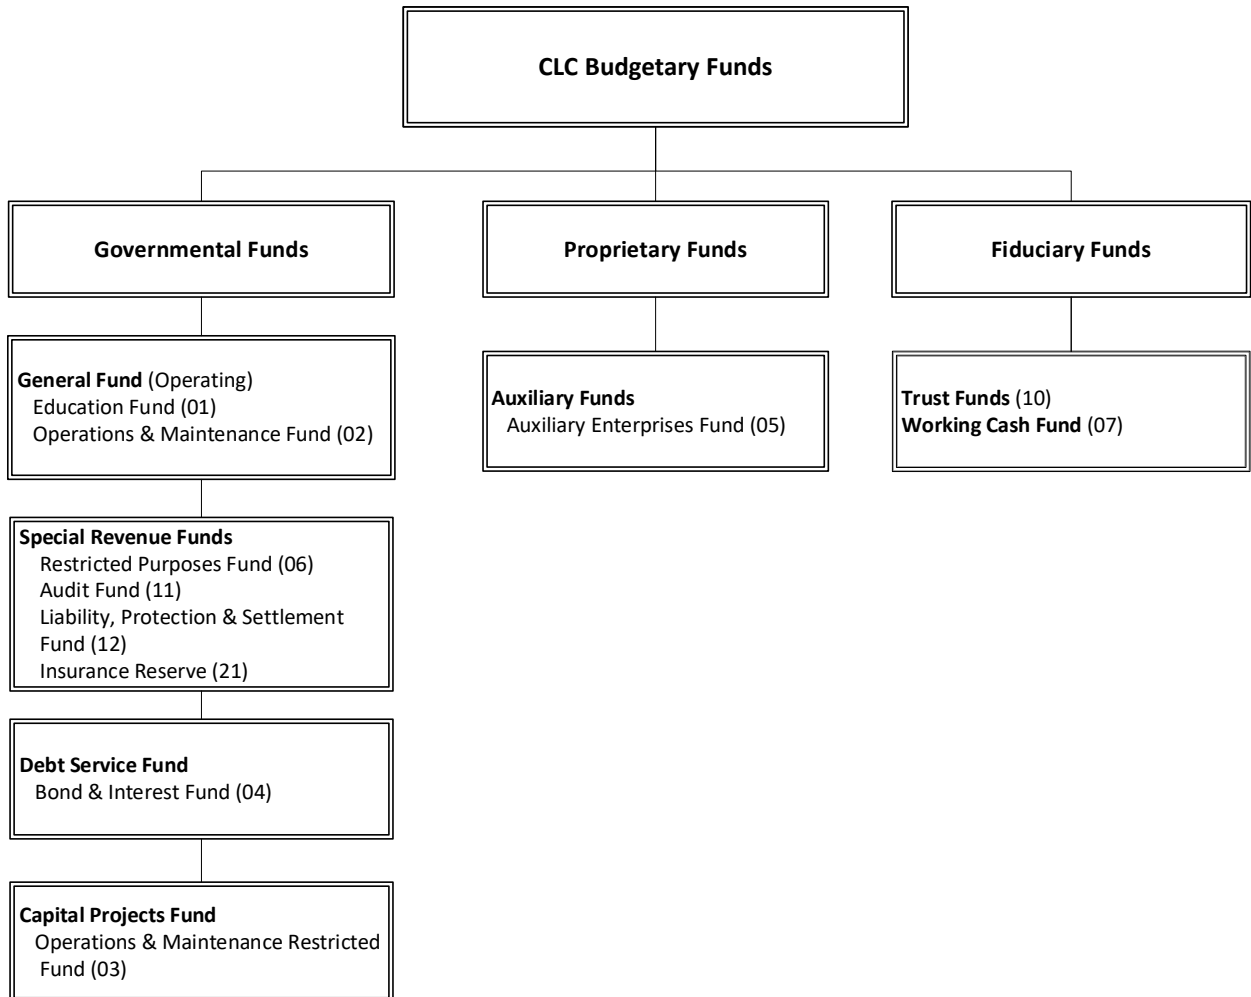 CLC Budgetary Funds
Governmental Funds
Proprietary Funds
Fiduciary Funds
General Fund (Operating)
Education Fund (01)
Operations & Maintenance Fund (02)
Auxiliary Funds
Auxiliary Enterprises Fund (05)
Trust Funds (10)
Working Cash Fund (07)
Special Revenue Funds
Restricted Purposes Fund (06)
Audit Fund (11)
Liability, Protection & Settlement
Fund (12)
Insurance Reserve (21)
Debt Service Fund
Bond & Interest Fund (04)
Capital Projects Fund
Operations & Maintenance Restricted
Fund (03)